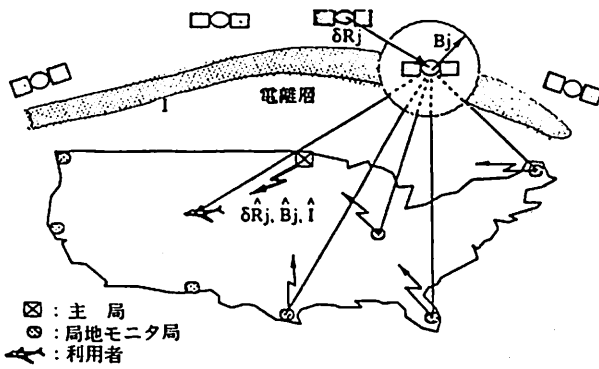 δRj
Bj
I
電離層
δR̂j, B̂j, Î
: 主 局
: 局地モニタ局
: 利用者